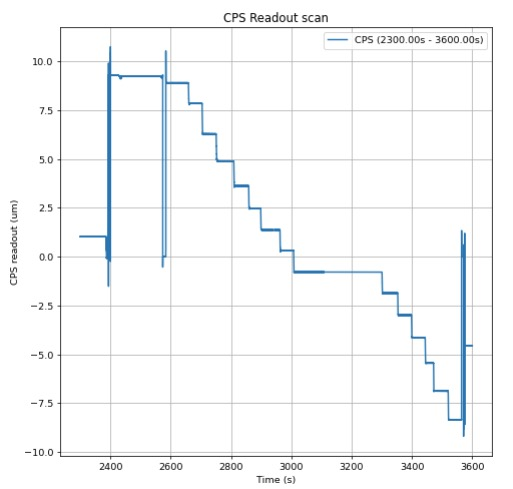 CPS Readout scan
CPS (2300.00s - 3600.00s)
CPS readout (um)
10.0
7.5
5.0
2.5
0.0
−2.5
−5.0
−7.5
−10.0
2400 2600 2800 3000 3200 3400 3600
Time (s)